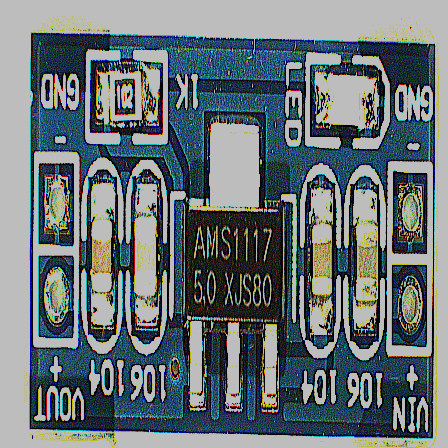 GND
1K
LED
GND
-
-
AMS1117
5.0 XJS80
+
+
104
106
104
106
VOUT
VIN